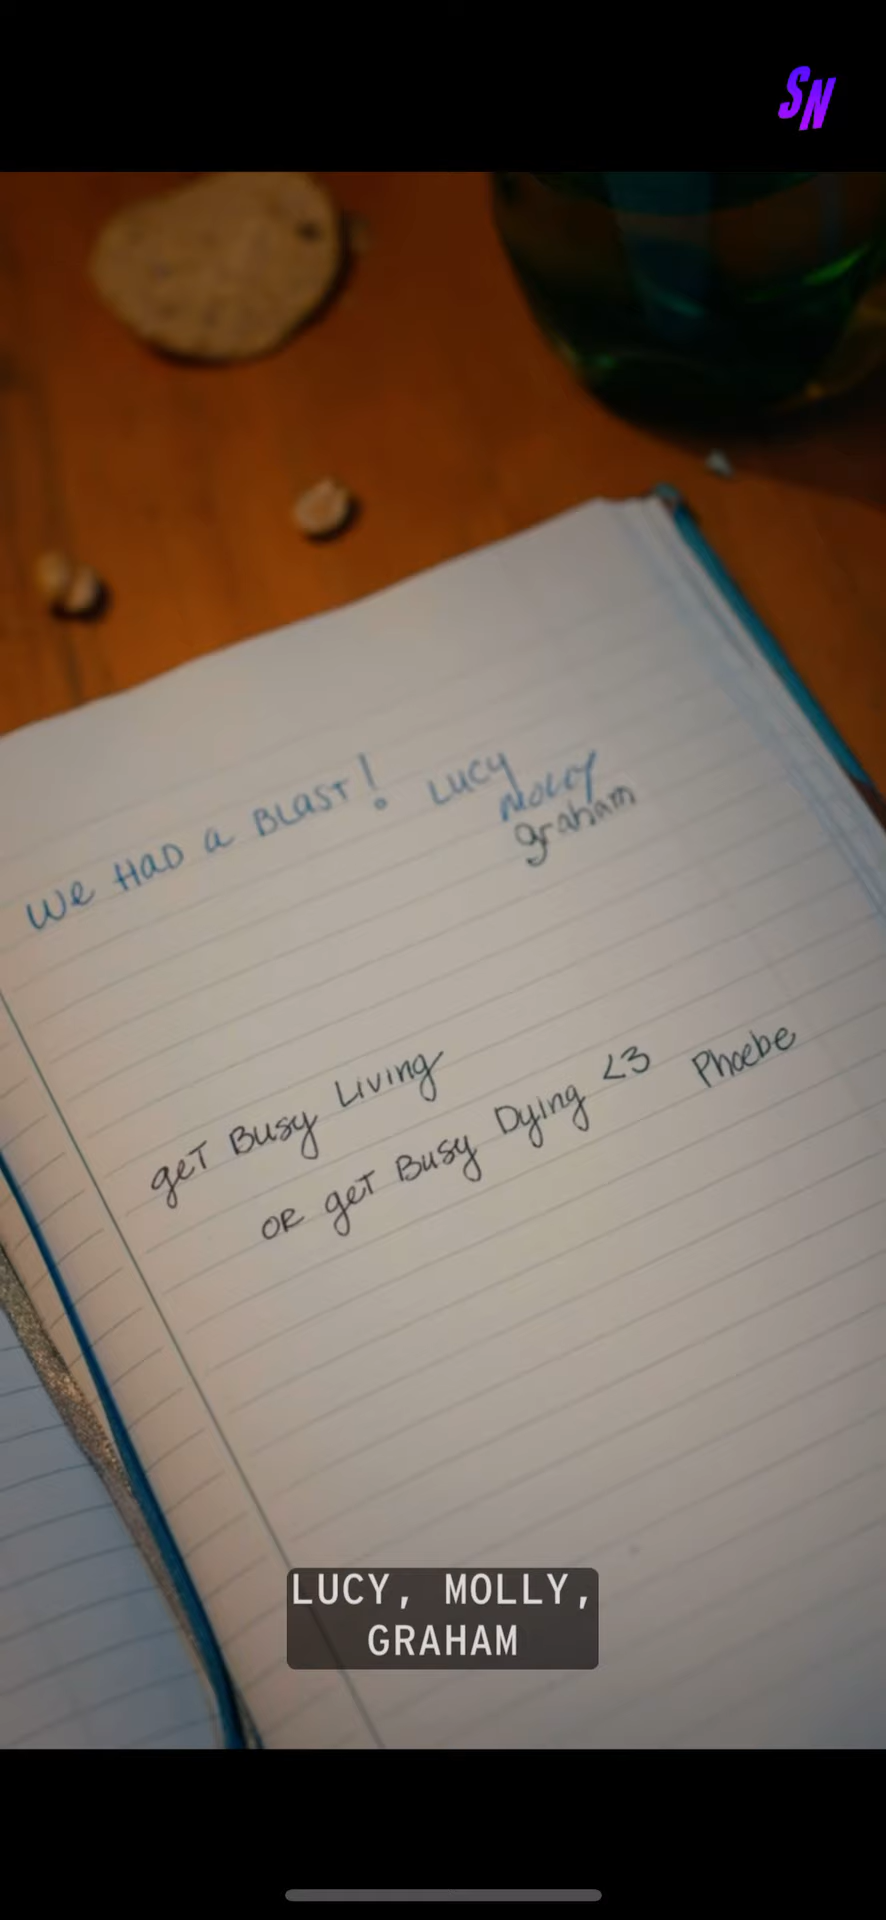 SN
WE HAD a BLAST! LUCY
MOLLY
graham
geT Busy Living
OR geT Busy Dying <3 Phoebe
LUCY, MOLLY,
GRAHAM